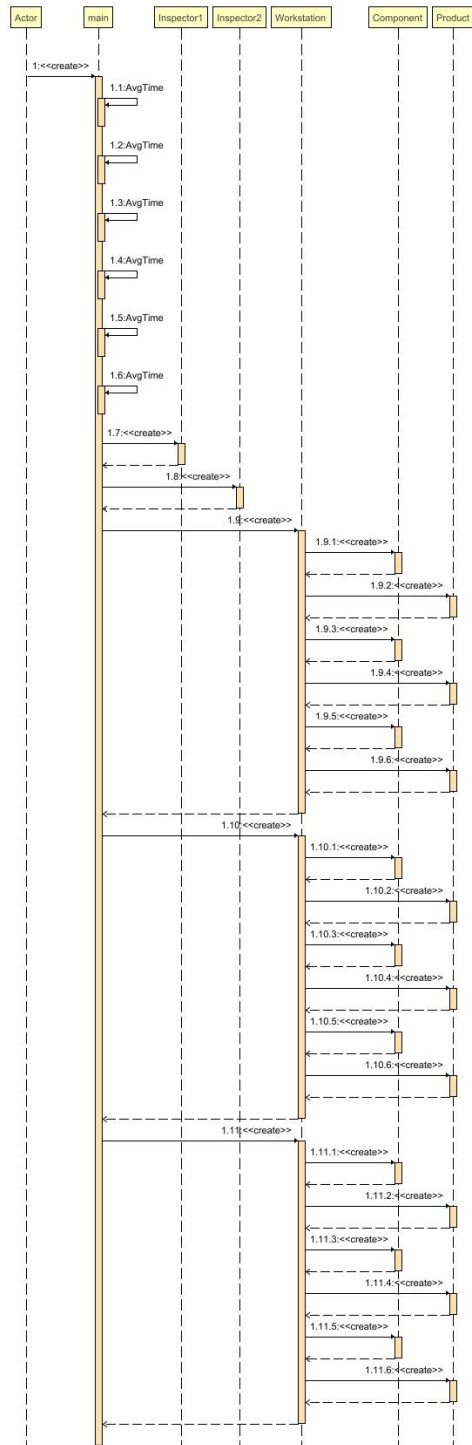 Actor main Inspector1 Inspector2 Workstation Component Product
1:<<create>>
1.1:AvgTime
1.2:AvgTime
1.3:AvgTime
1.4:AvgTime
1.5:AvgTime
1.6:AvgTime
1.7:<<create>>
1.8:<<create>>
1.9:<<create>>
1.9.1:<<create>>
1.9.2:<<create>>
1.9.3:<<create>>
1.9.4:<<create>>
1.9.5:<<create>>
1.9.6:<<create>>
1.10:<<create>>
1.10.1:<<create>>
1.10.2:<<create>>
1.10.3:<<create>>
1.10.4:<<create>>
1.10.5:<<create>>
1.10.6:<<create>>
1.11:<<create>>
1.11.1:<<create>>
1.11.2:<<create>>
1.11.3:<<create>>
1.11.4:<<create>>
1.11.5:<<create>>
1.11.6:<<create>>